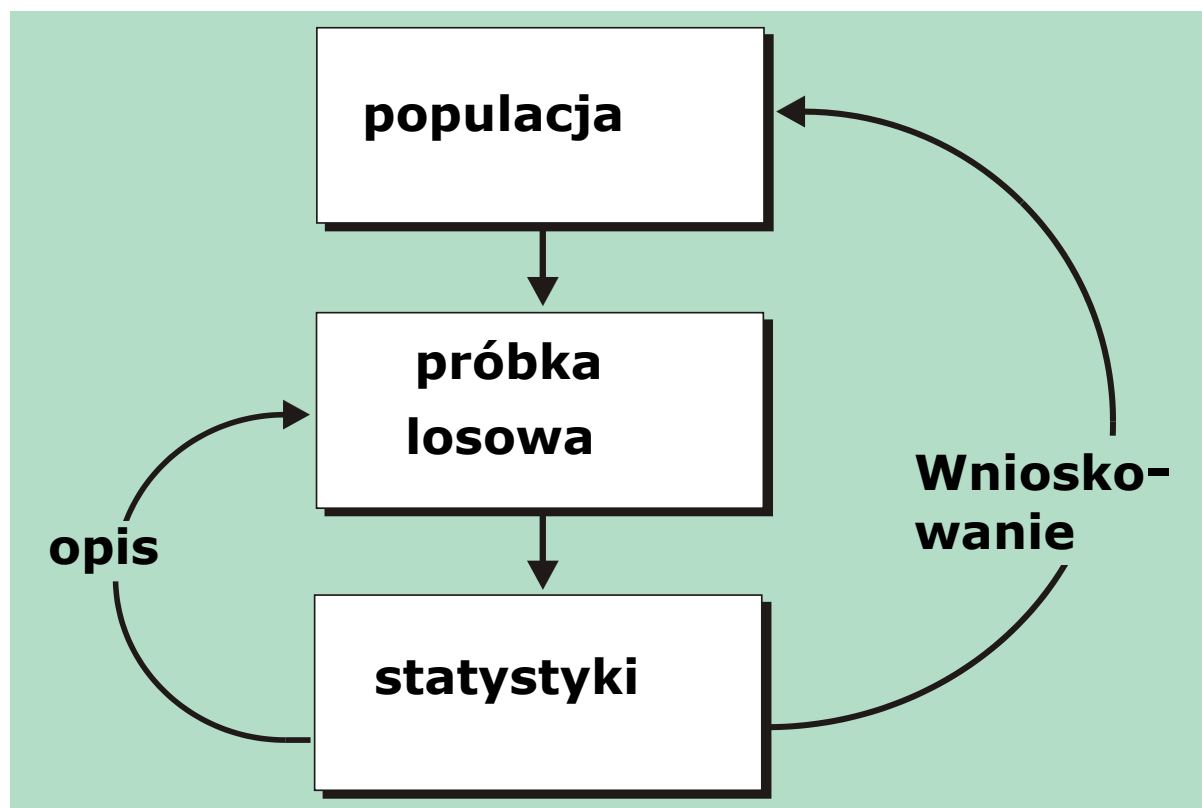 populacja
próbka
losowa
opis
Wniosko-
wanie
statystyki